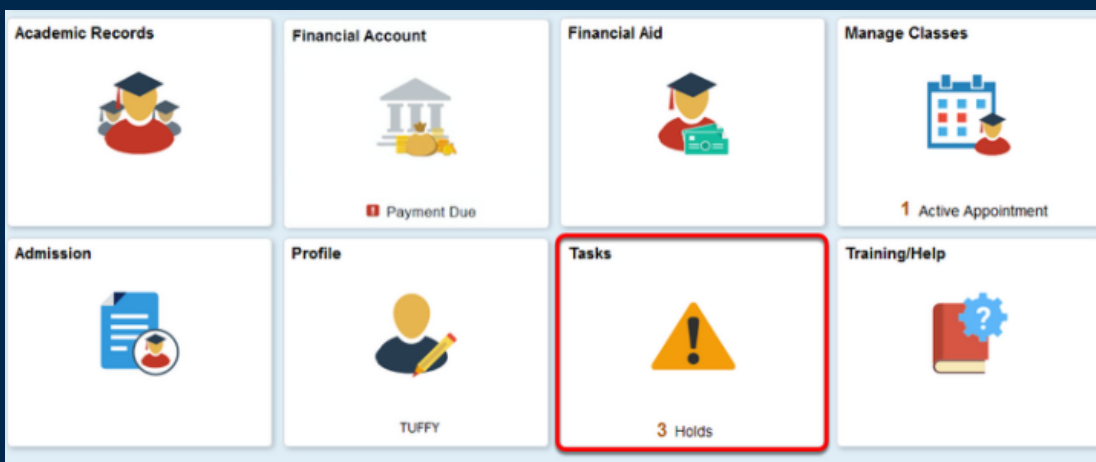 Academic Records
Financial Account
Financial Aid
Manage Classes
! Payment Due
1 Active Appointment
Admission
Profile
Tasks
Training/Help
!
?
TUFFY
3 Holds